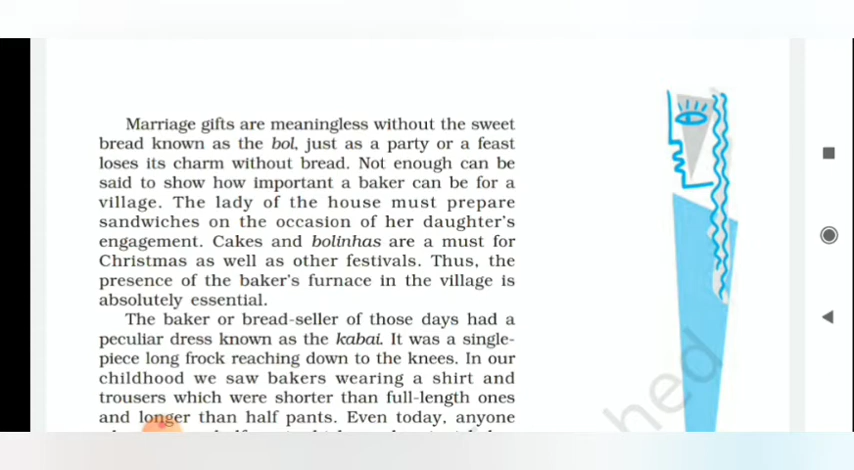 Marriage gifts are meaningless without the sweet
bread known as the bol, just as a party or a feast
loses its charm without bread. Not enough can be
said to show how important a baker can be for a
village. The lady of the house must prepare
sandwiches on the occasion of her daughter's
engagement. Cakes and bolinhas are a must for
Christmas as well as other festivals. Thus, the
presence of the baker's furnace in the village is
absolutely essential.
The baker or bread-seller of those days had a
peculiar dress known as the kabai. It was a single-
piece long frock reaching down to the knees. In our
childhood we saw bakers wearing a shirt and
trousers which were shorter than full-length ones
and longer than half pants. Even today, anyone
hed